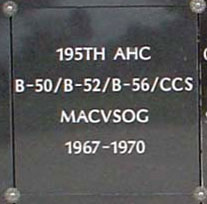 195TH AHC
B-50/B-52/B-56/CCS
MACVSOG
1967-1970